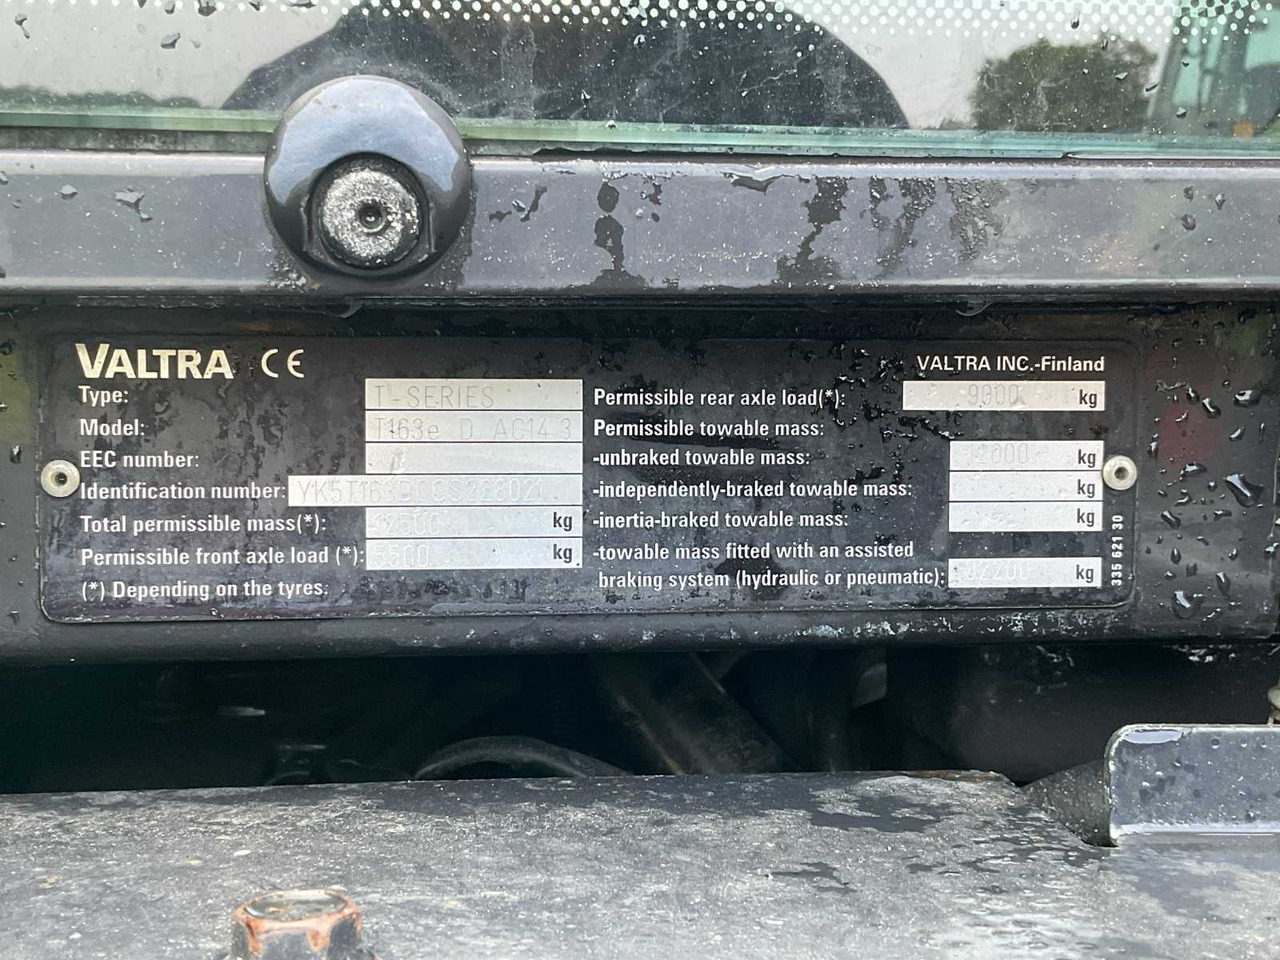 VALTRA CE
VALTRA INC.-Finland
Type: T-SERIES
Model: T163e D AC14.3
EEC number:
Identification number:
Total permissible mass(*): kg
Permissible front axle load (*): 5500 kg
(*) Depending on the tyres.
Permissible rear axle load(*): 9000 kg
Permissible towable mass:
-unbraked towable mass: kg
-independently-braked towable mass: kg
-inertia-braked towable mass: kg
-towable mass fitted with an assisted
braking system (hydraulic or pneumatic): kg
335 621 30